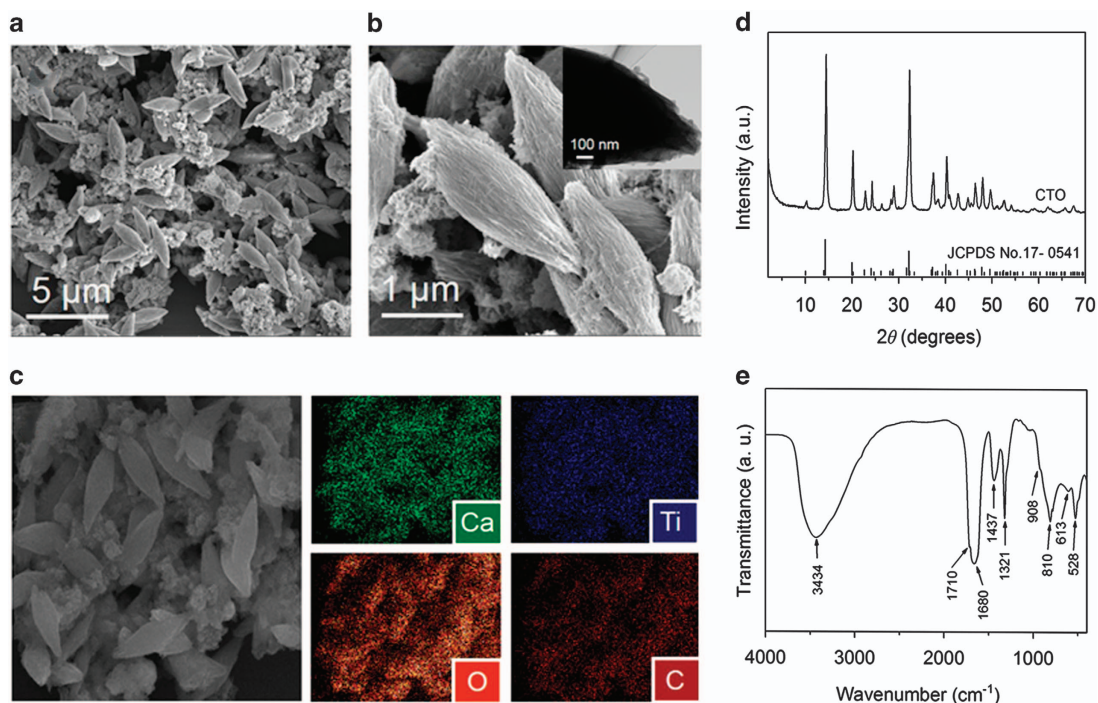 a
b
d
5 μm
1 μm
100 nm
Intensity (a.u.)
CTO
JCPDS No.17- 0541
10 20 30 40 50 60 70
2θ (degrees)
c
Ca
Ti
O
C
e
Transmittance (a. u.)
3434
1710
1680
1437
1321
908
810
613
528
4000 3000 2000 1000
Wavenumber (cm⁻¹)